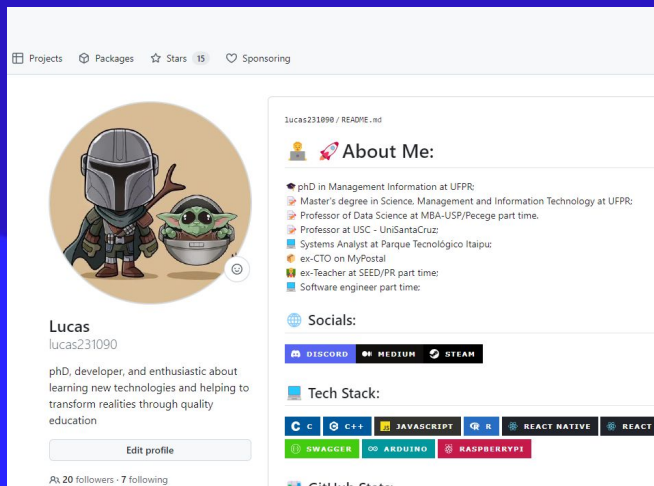 Projects Packages Stars 15 Sponsoring
lucas231090 / README.md
About Me:
phD in Management Information at UFPR;
Master's degree in Science, Management and Information Technology at UFPR;
Professor of Data Science at MBA-USP/Pecege part time.
Professor at USC - UniSantaCruz;
Systems Analyst at Parque Tecnológico Itaipu;
ex-CTO on MyPostal
ex-Teacher at SEED/PR part time;
Software engineer part time;
Lucas
lucas231090
phD, developer, and enthusiastic about
learning new technologies and helping to
transform realities through quality
education
Edit profile
20 followers · 7 following
Socials:
DISCORD MEDIUM STEAM
Tech Stack:
C C++ JAVASCRIPT R REACT NATIVE REACT
SWAGGER ARDUINO RASPBERRYPI
GitHub Stats: